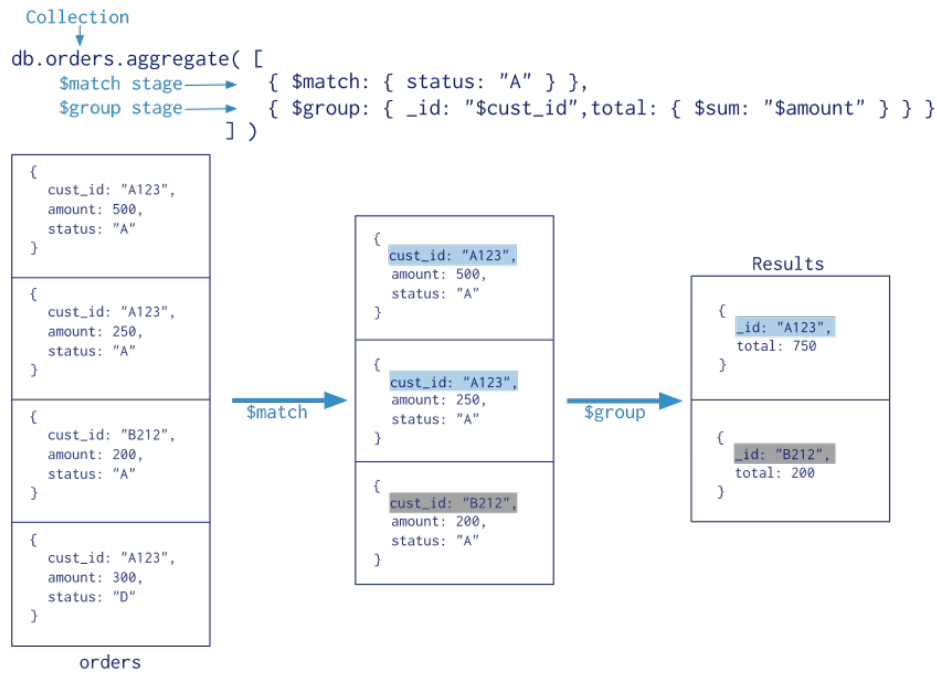 Collection
db.orders.aggregate( [
$match stage
{ $match: { status: "A" } },
$group stage
{ $group: { _id: "$cust_id",total: { $sum: "$amount" } } }
] )
{
cust_id: "A123",
amount: 500,
status: "A"
}
{
cust_id: "A123",
amount: 250,
status: "A"
}
{
cust_id: "B212",
amount: 200,
status: "A"
}
{
cust_id: "A123",
amount: 300,
status: "D"
}
orders
$match
{
cust_id: "A123",
amount: 500,
status: "A"
}
{
cust_id: "A123",
amount: 250,
status: "A"
}
{
cust_id: "B212",
amount: 200,
status: "A"
}
$group
Results
{
_id: "A123",
total: 750
}
{
_id: "B212",
total: 200
}